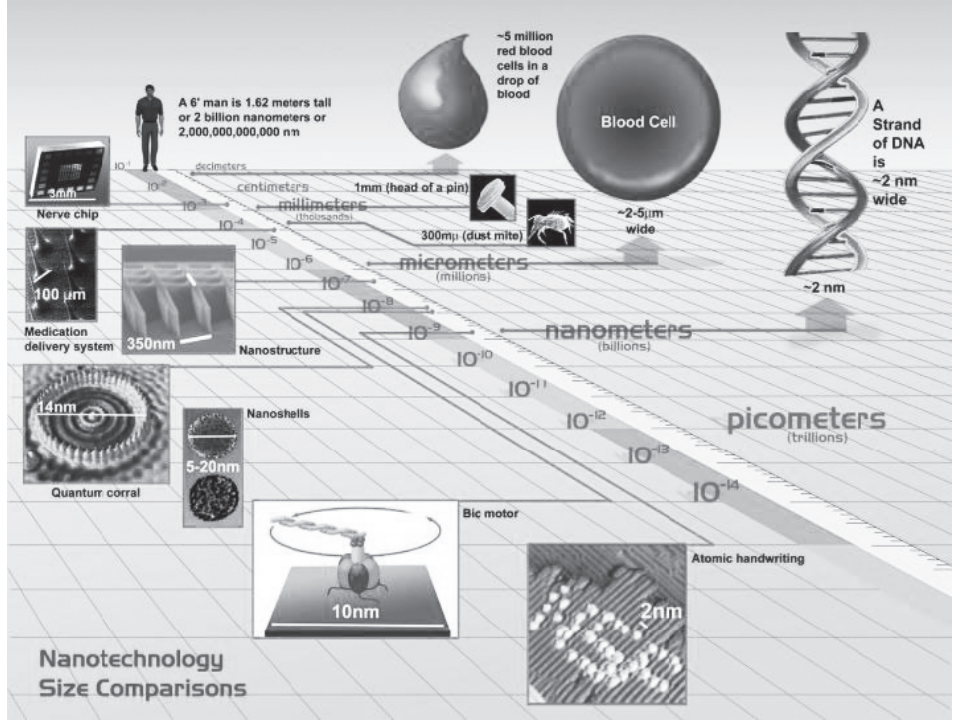 ~5 million
red blood
cells in a
drop of
blood
A 6' man is 1.62 meters tall
or 2 billion nanometers or
2,000,000,000,000 nm
Blood Cell
A
Strand
of DNA
is
~2 nm
wide
10-1
decimeters
3mm
10-2
centimeters
1mm (head of a pin)
Nerve chip
10-3
millimeters
(thousands)
~2-5µm
wide
10-4
300mµ (dust mite)
10-5
10-6
micrometers
(millions)
10-7
~2 nm
100 µm
10-8
Medication
delivery system
350nm
Nanostructure
10-9
nanometers
(billions)
10-10
10-11
14nm
Nanoshells
10-12
picometers
(trillions)
5-20nm
10-13
Quantum corral
10-14
Bio motor
Atomic handwriting
10nm
2nm
Nanotechnology
Size Comparisons